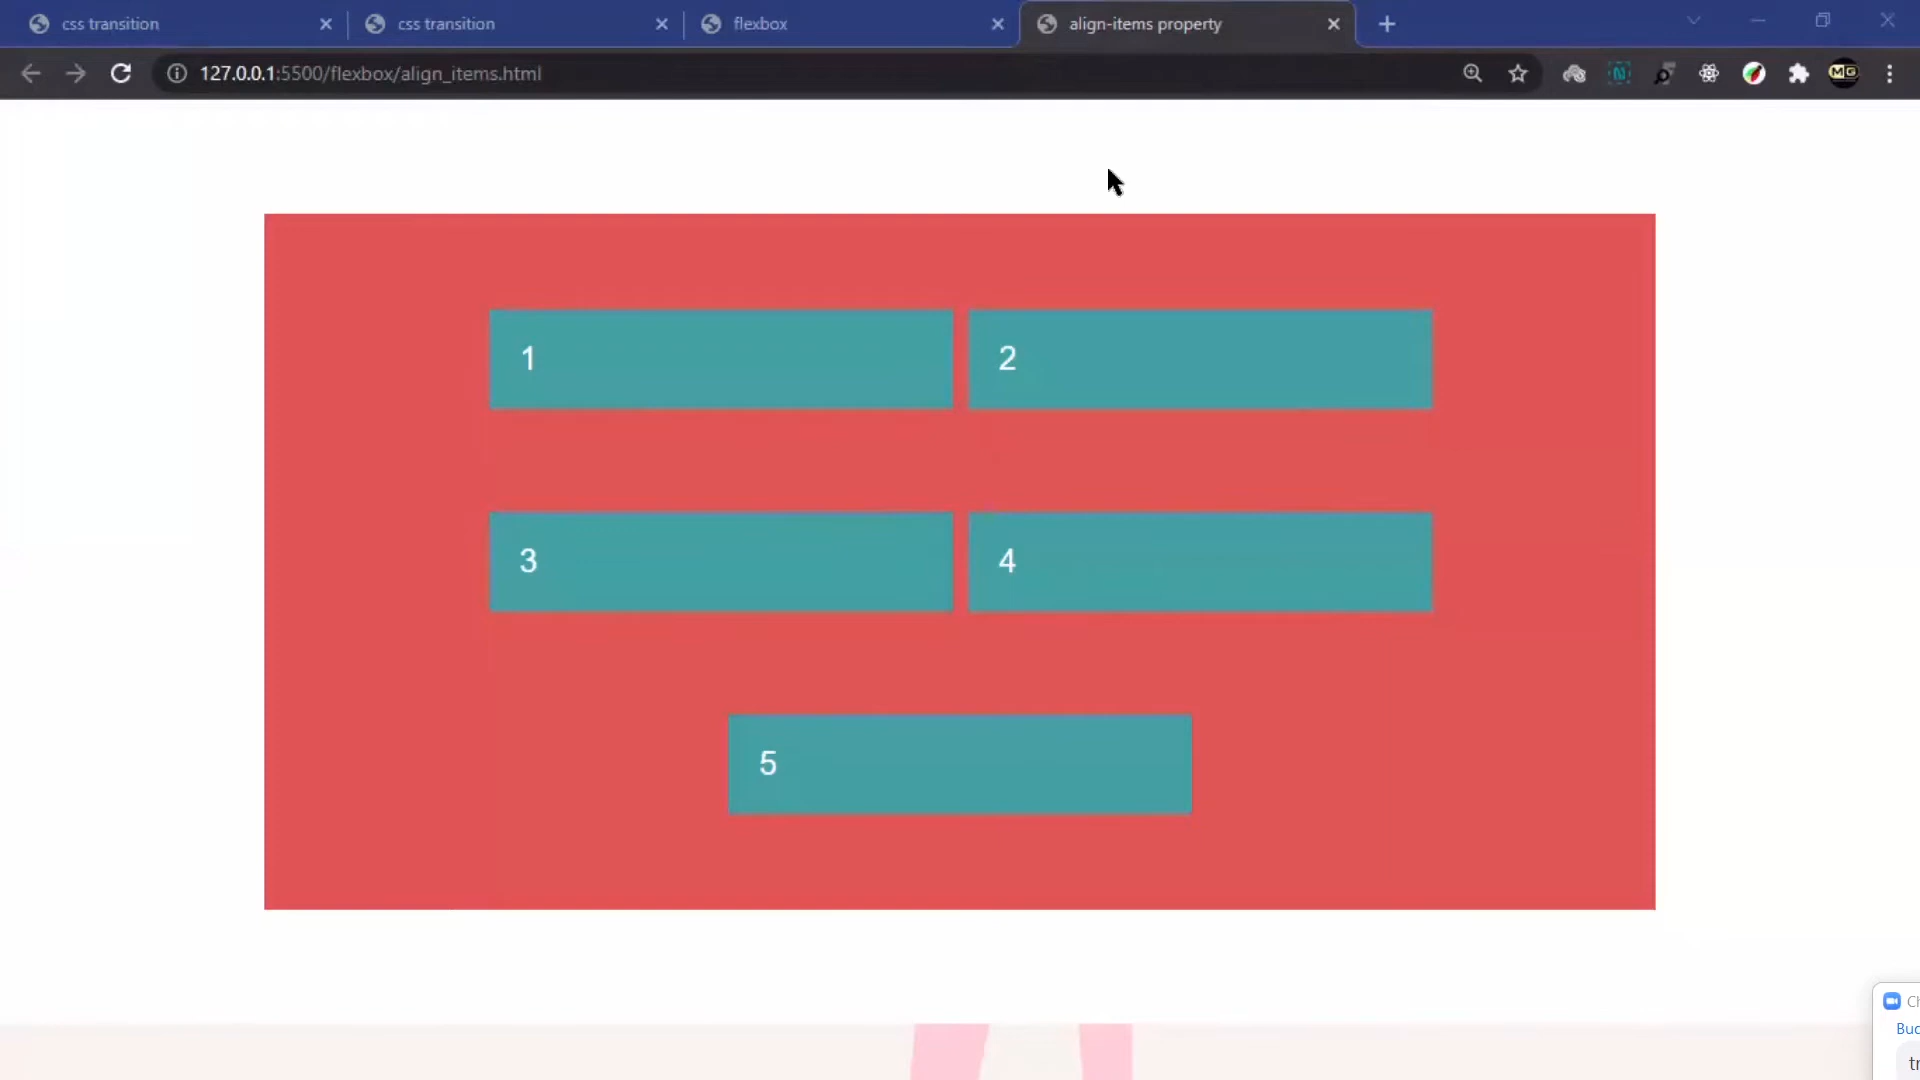 css transition
css transition
flexbox
align-items property
127.0.0.1:5500/flexbox/align_items.html
N
MG
1
2
3
4
5